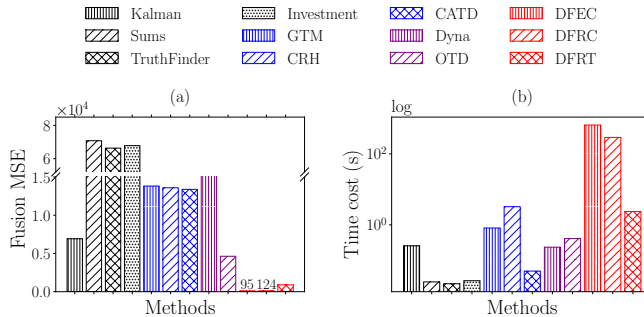 Kalman
Sums
TruthFinder
Investment
GTM
CRH
CATD
Dyna
OTD
DFEC
DFRC
DFRT
(a)
×10⁴
8
6
1.5
1.0
0.5
0.0
95 124
Fusion MSE
Methods
(b)
log
10²
10⁰
Time cost (s)
Methods